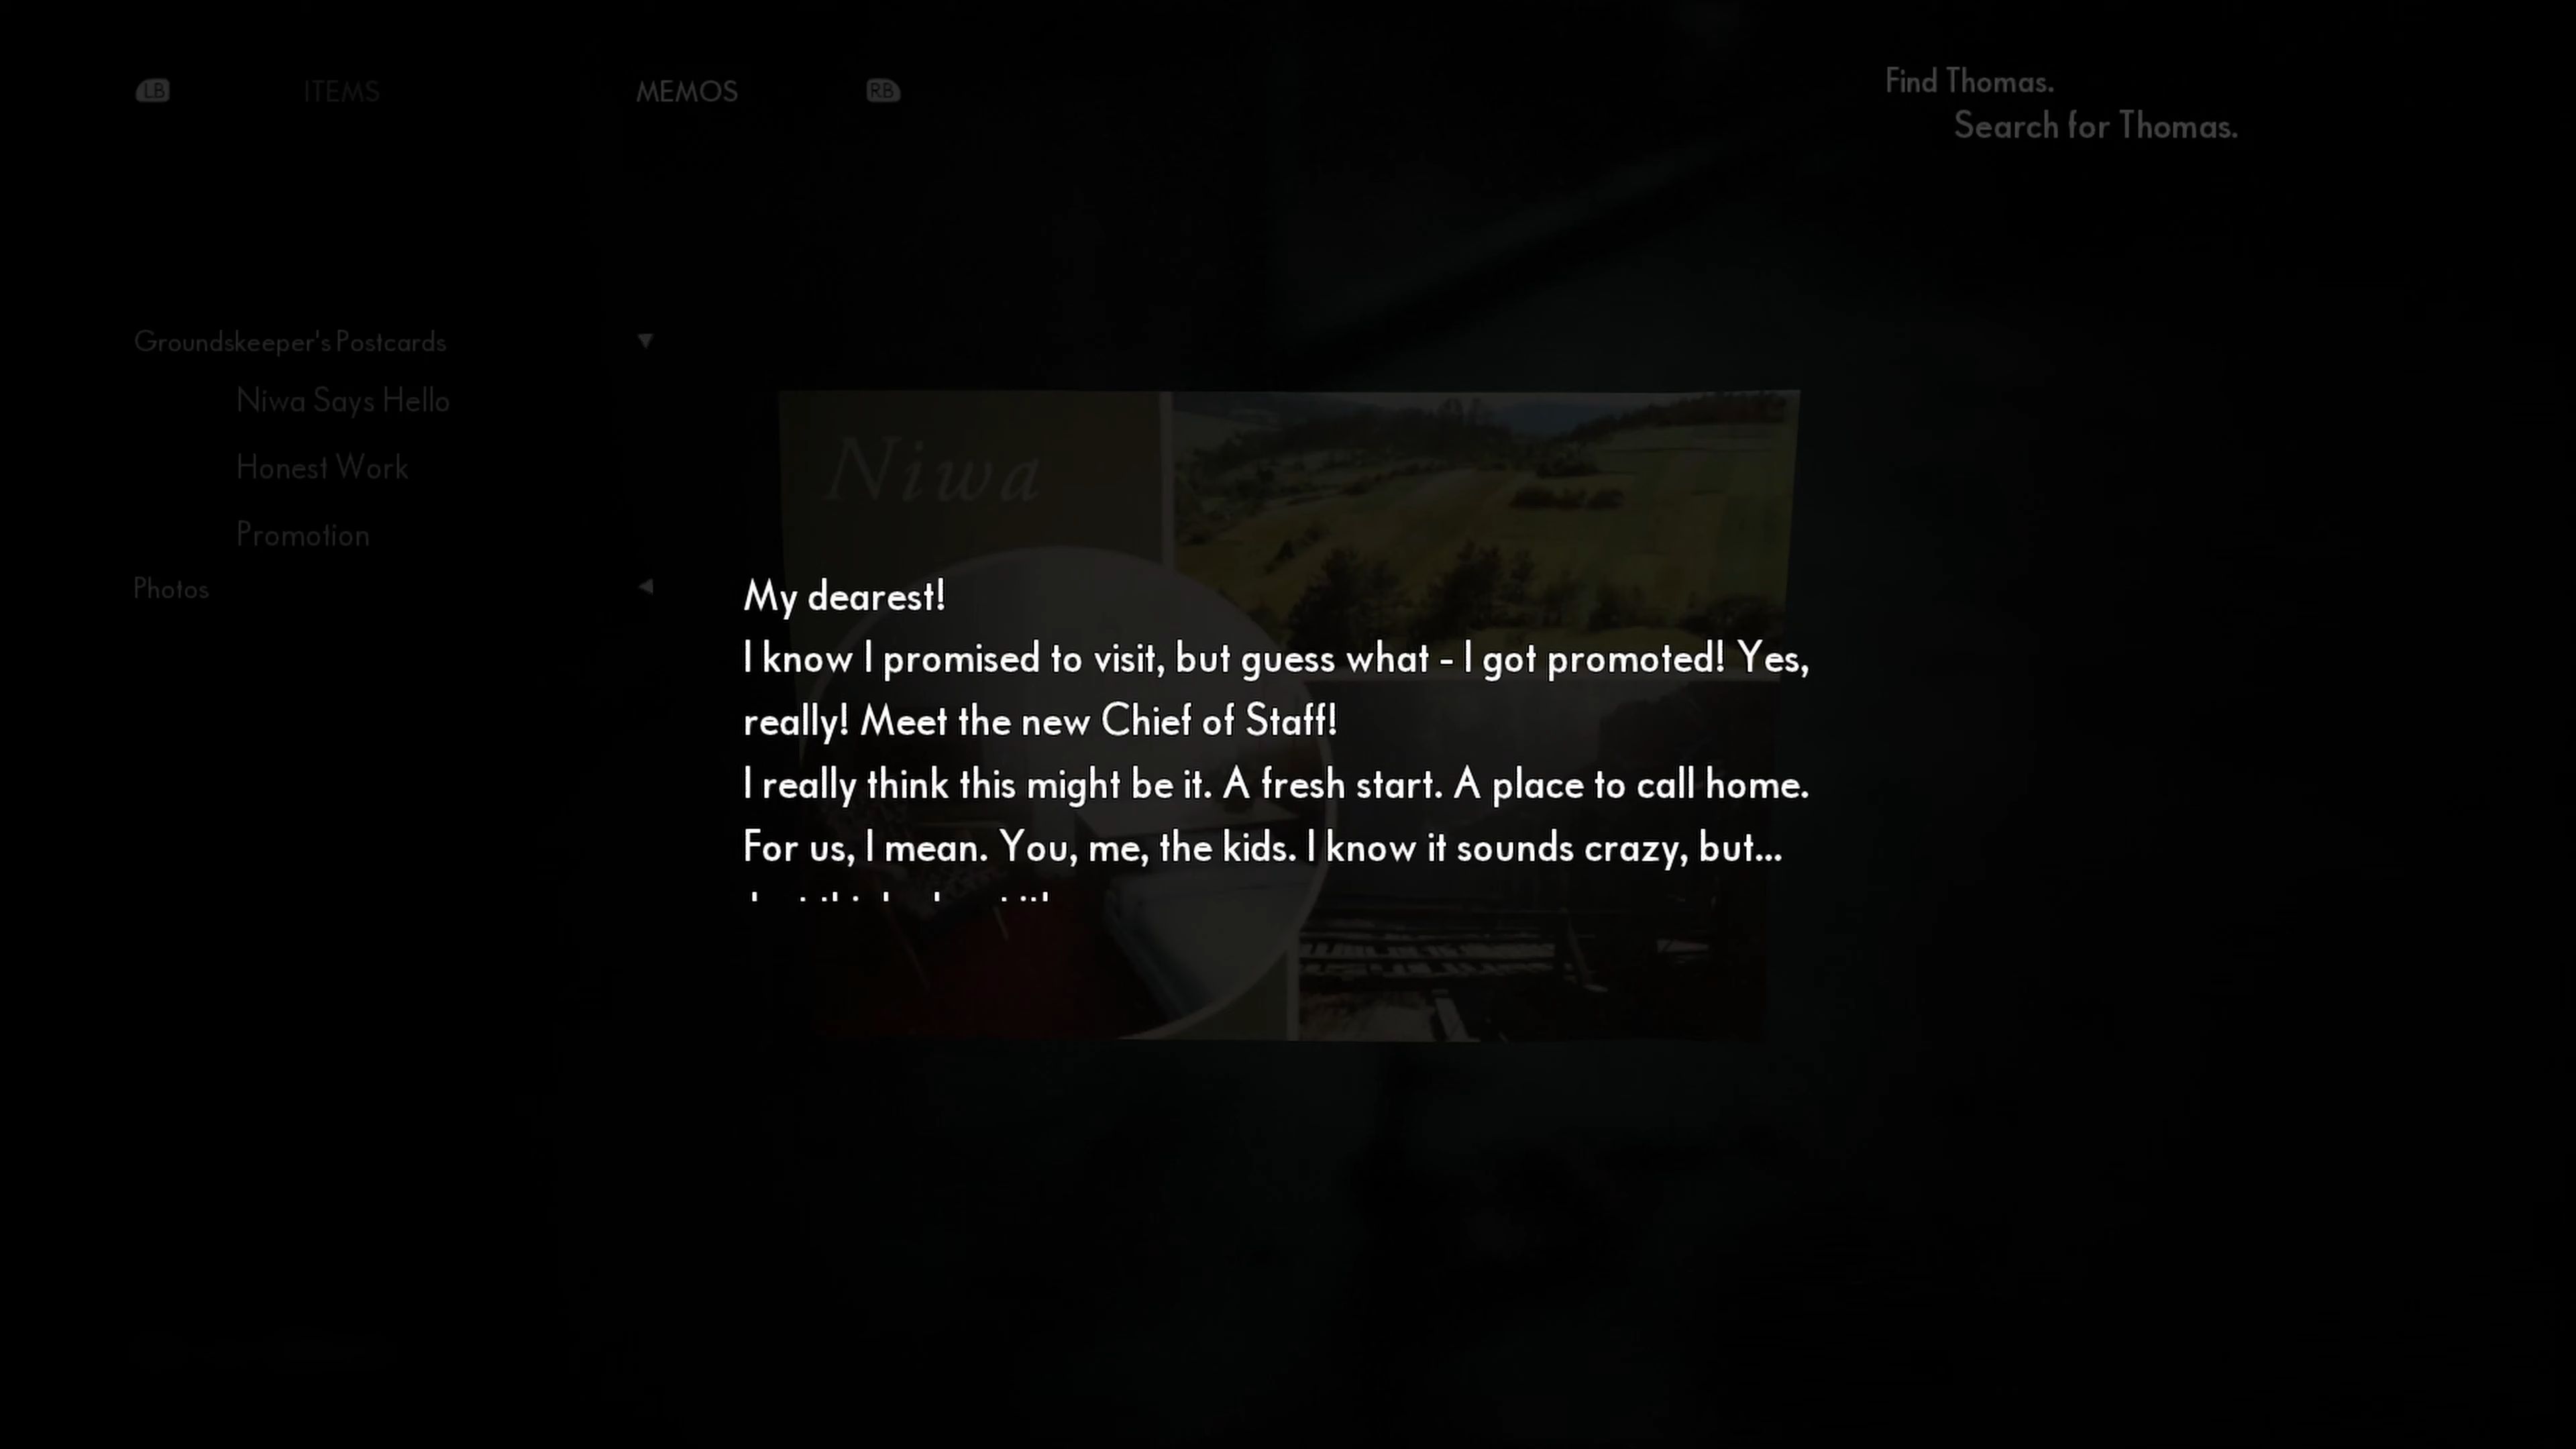 LB ITEMS MEMOS RB
Find Thomas.
Search for Thomas.
Groundskeeper's Postcards
Niwa Says Hello
Honest Work
Promotion
Photos
Niwa
My dearest!
I know I promised to visit, but guess what - I got promoted! Yes,
really! Meet the new Chief of Staff!
I really think this might be it. A fresh start. A place to call home.
For us, I mean. You, me, the kids. I know it sounds crazy, but...